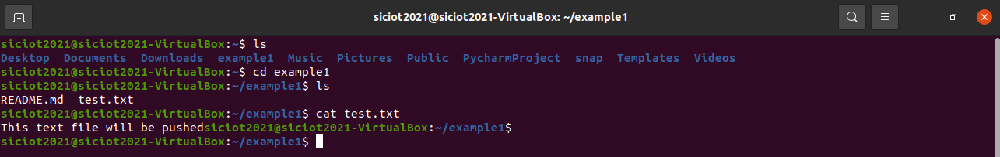 siciot2021@siciot2021-VirtualBox: ~/example1
siciot2021@siciot2021-VirtualBox:~$ ls
Desktop  Documents  Downloads  example1  Music  Pictures  Public  PycharmProject  snap  Templates  Videos
siciot2021@siciot2021-VirtualBox:~$ cd example1
siciot2021@siciot2021-VirtualBox:~/example1$ ls
README.md  test.txt
siciot2021@siciot2021-VirtualBox:~/example1$ cat test.txt
This text file will be pushedsiciot2021@siciot2021-VirtualBox:~/example1$
siciot2021@siciot2021-VirtualBox:~/example1$